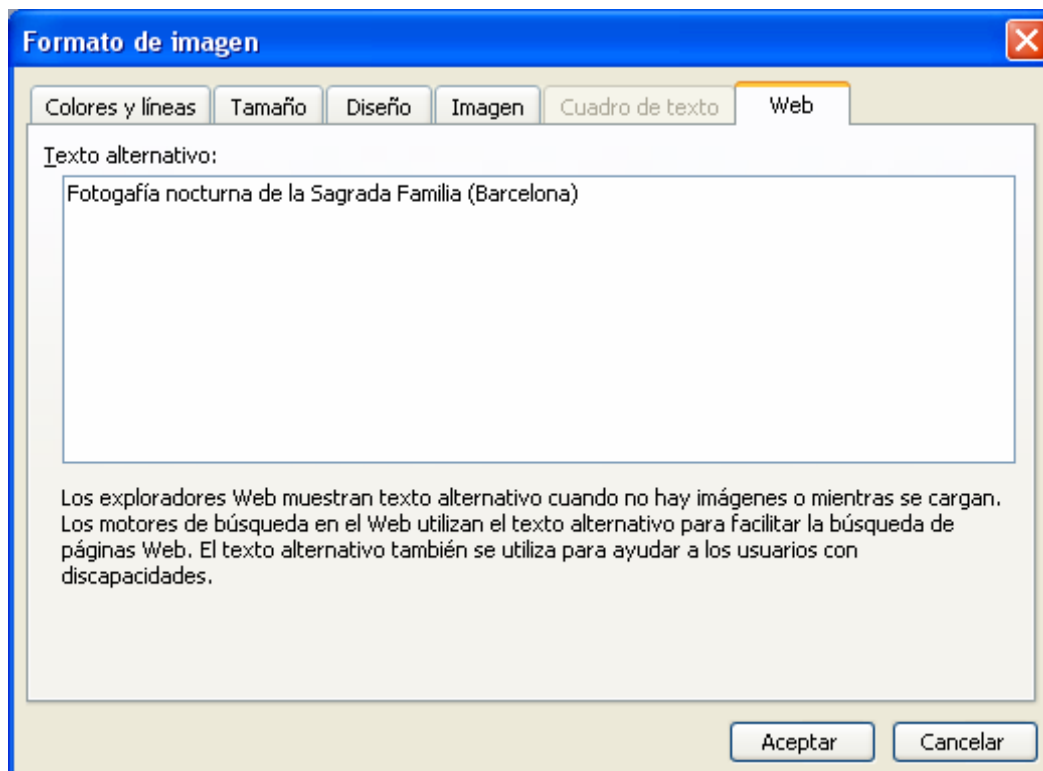 Formato de imagen
Colores y líneas Tamaño Diseño Imagen Cuadro de texto Web
Texto alternativo:
Fotogafía nocturna de la Sagrada Familia (Barcelona)
Los exploradores Web muestran texto alternativo cuando no hay imágenes o mientras se cargan.
Los motores de búsqueda en el Web utilizan el texto alternativo para facilitar la búsqueda de
páginas Web. El texto alternativo también se utiliza para ayudar a los usuarios con
discapacidades.
Aceptar Cancelar